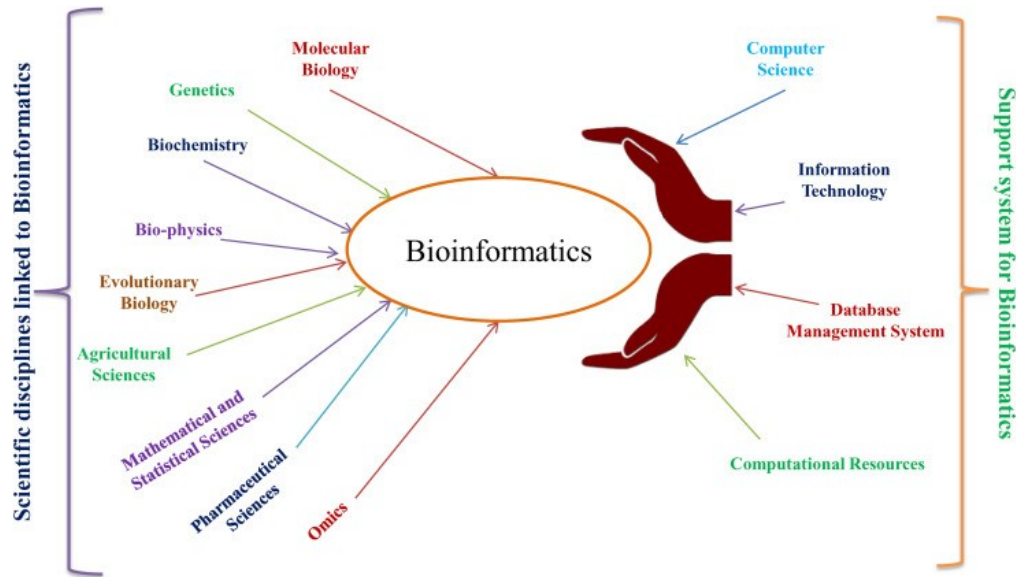 Scientific disciplines linked to Bioinformatics
Molecular
Biology
Genetics
Biochemistry
Bio-physics
Evolutionary
Biology
Agricultural
Sciences
Mathematical and
Statistical Sciences
Pharmaceutical
Sciences
Omics
Bioinformatics
Computer
Science
Information
Technology
Database
Management System
Computational Resources
Support system for Bioinformatics